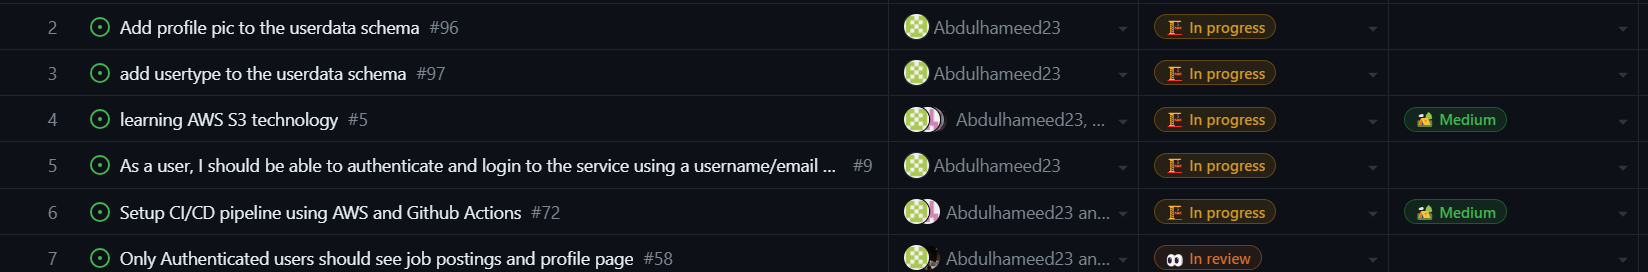 2 Add profile pic to the userdata schema #96 Abdulhameed23 In progress
3 add usertype to the userdata schema #97 Abdulhameed23 In progress
4 learning AWS S3 technology #5 Abdulhameed23, ... In progress Medium
5 As a user, I should be able to authenticate and login to the service using a username/email ... #9 Abdulhameed23 In progress
6 Setup CI/CD pipeline using AWS and Github Actions #72 Abdulhameed23 an... In progress Medium
7 Only Authenticated users should see job postings and profile page #58 Abdulhameed23 an... In review